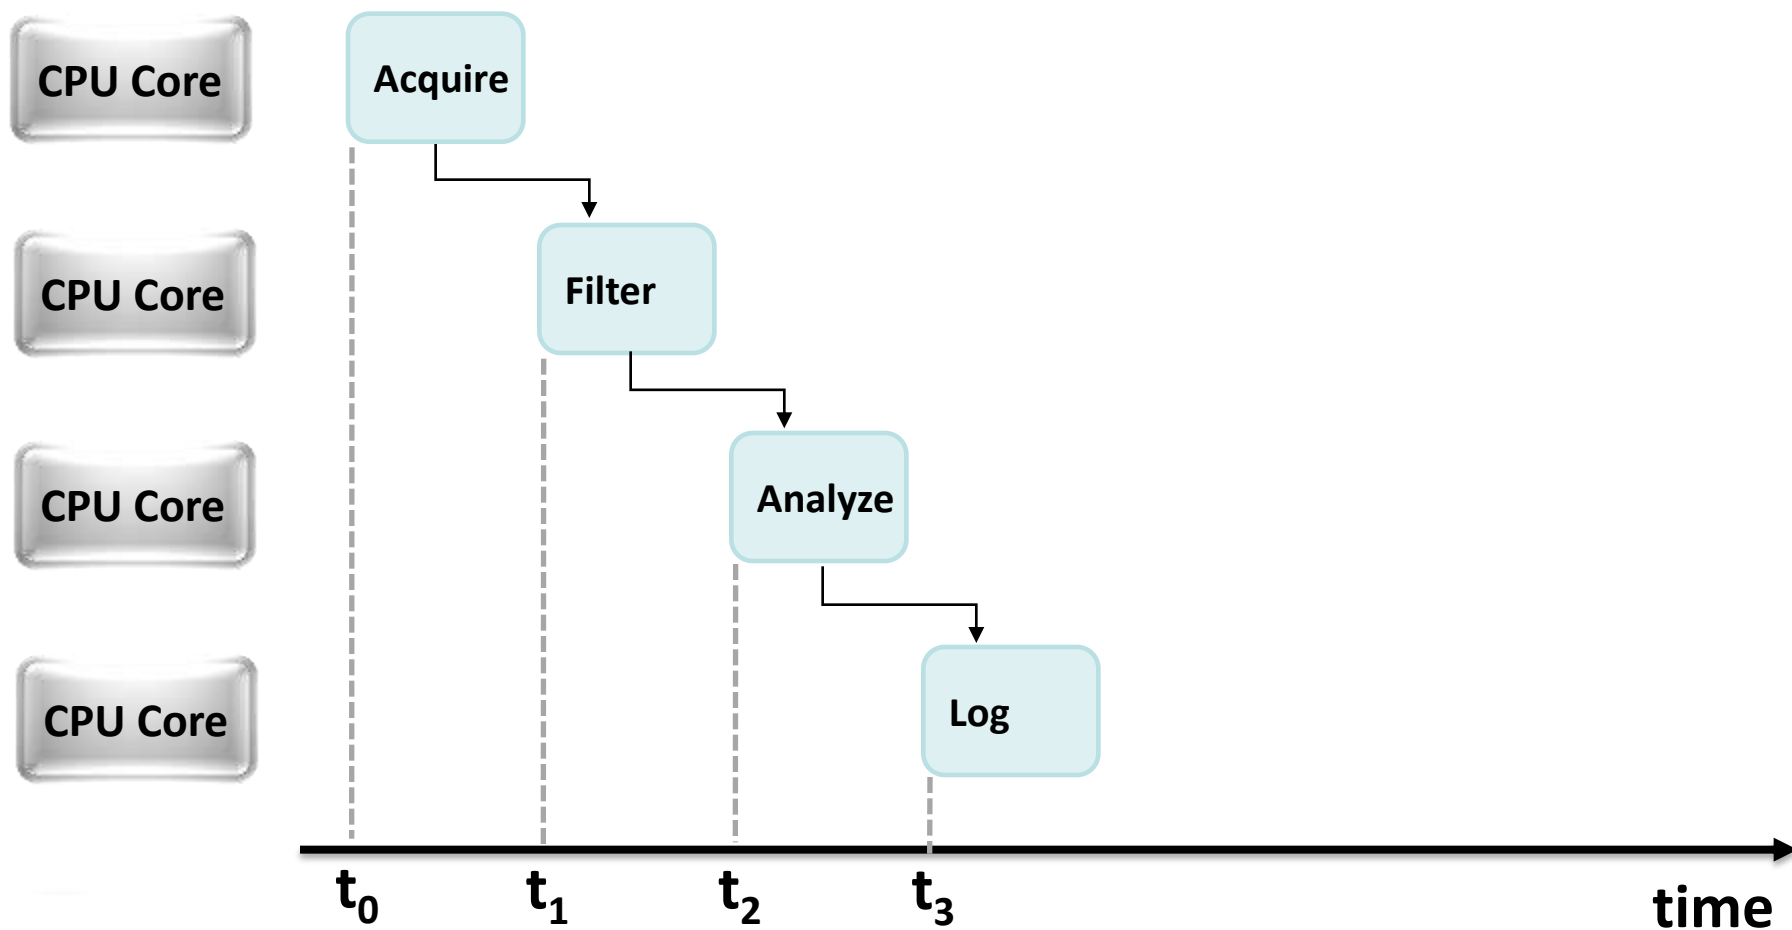 CPU Core
Acquire
CPU Core
Filter
CPU Core
Analyze
CPU Core
Log
t0
t1
t2
t3
time